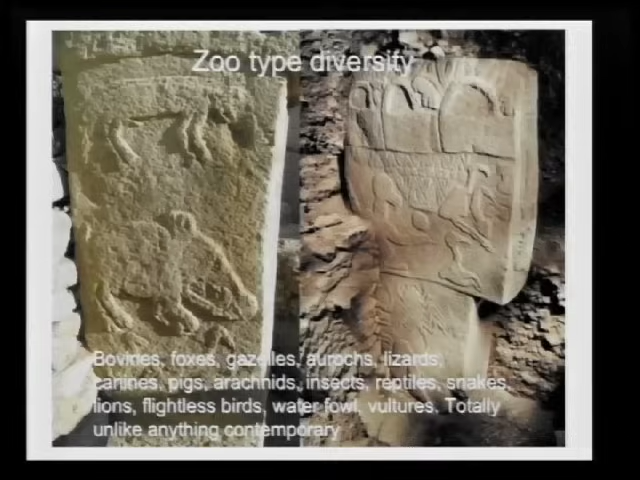 Zoo type diversity
Bovines, foxes, gazelles, aurochs, lizards,
canines, pigs, arachnids, insects, reptiles, snakes,
lions, flightless birds, water fowl, vultures. Totally
unlike anything contemporary